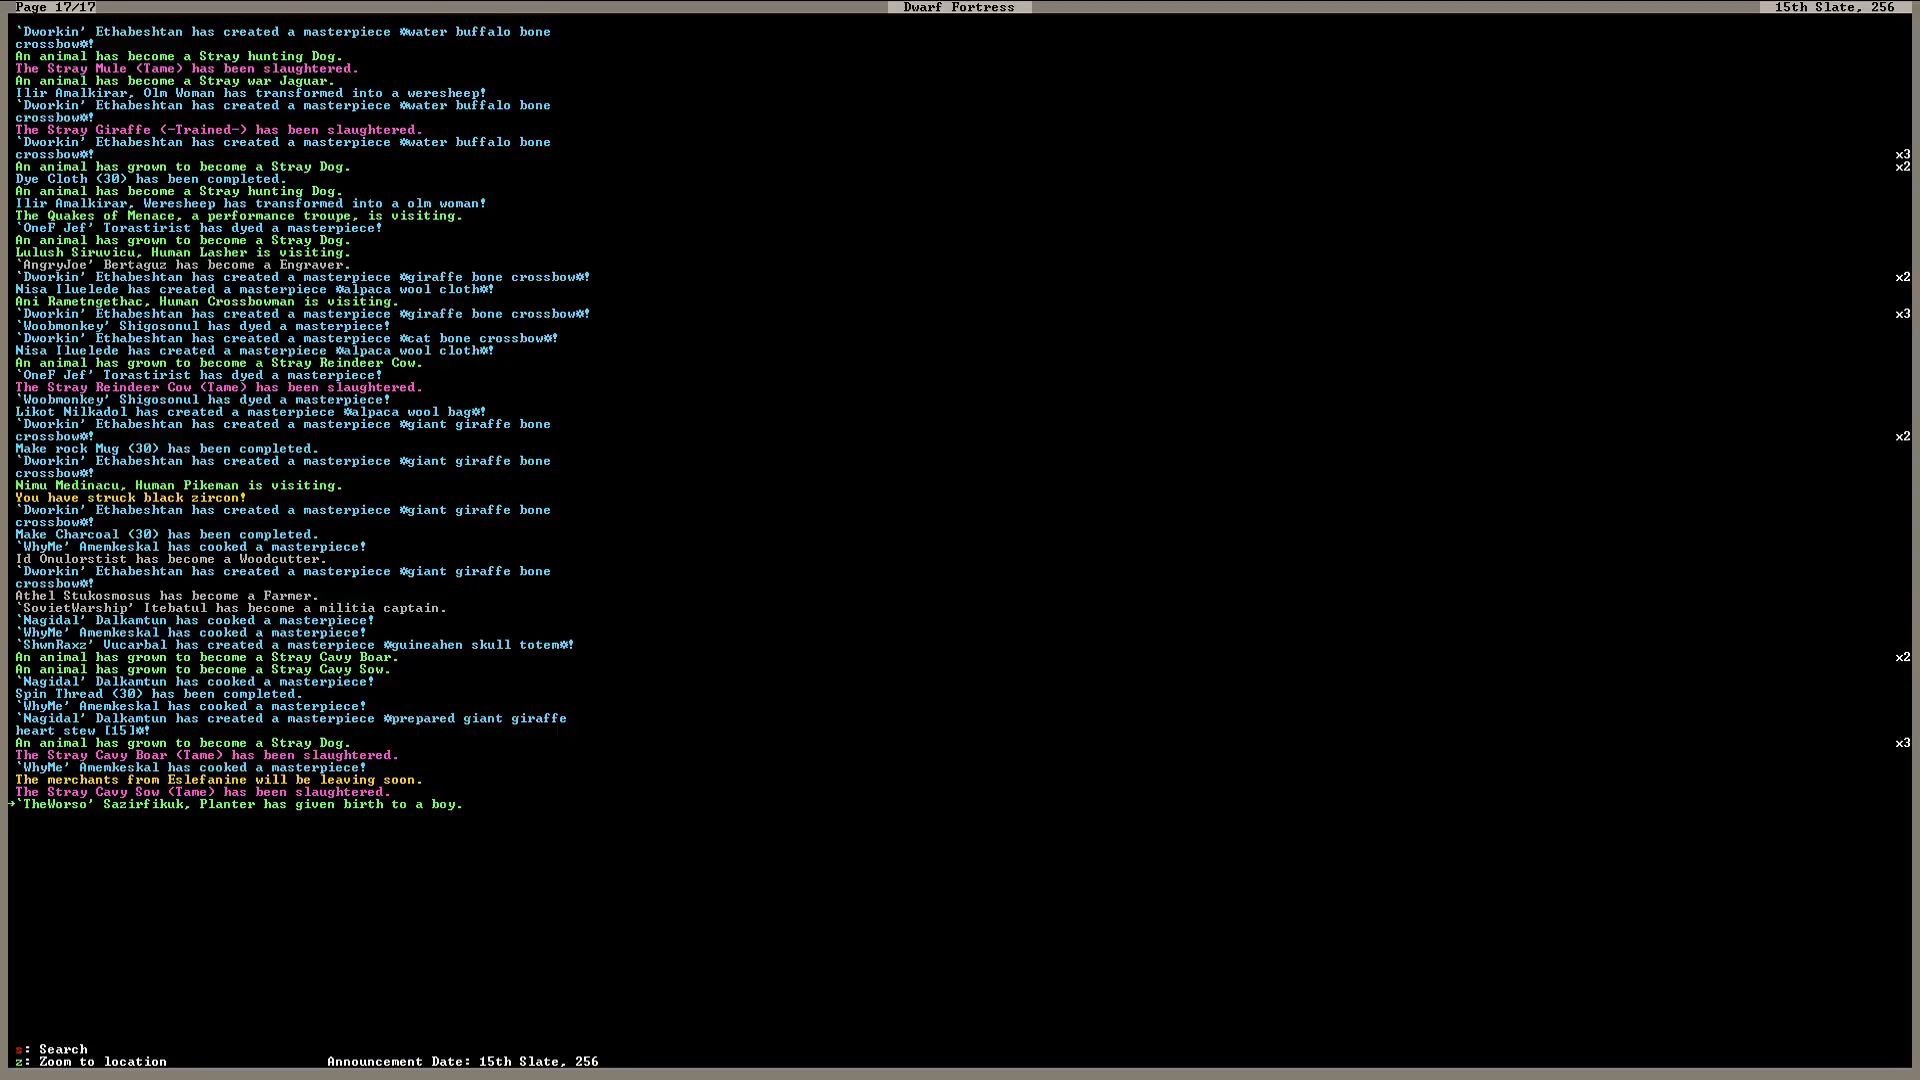 Page 17/17 Dwarf Fortress 15th Slate, 256
`Dworkin' Ethabeshtan has created a masterpiece ☼water buffalo bone
crossbow☼!
An animal has become a Stray hunting Dog.
The Stray Mule (Tame) has been slaughtered.
An animal has become a Stray war Jaguar.
Ilir Amalkirar, Olm Woman has transformed into a weresheep!
`Dworkin' Ethabeshtan has created a masterpiece ☼water buffalo bone
crossbow☼!
The Stray Giraffe (-Trained-) has been slaughtered.
`Dworkin' Ethabeshtan has created a masterpiece ☼water buffalo bone
crossbow☼! x3
An animal has grown to become a Stray Dog. x2
Dye Cloth (30) has been completed.
An animal has become a Stray hunting Dog.
Ilir Amalkirar, Weresheep has transformed into a olm woman!
The Quakes of Menace, a performance troupe, is visiting.
`OneF Jef' Torastirist has dyed a masterpiece!
An animal has grown to become a Stray Dog.
Lulush Siruvicu, Human Lasher is visiting.
`AngryJoe' Bertaguz has become a Engraver.
`Dworkin' Ethabeshtan has created a masterpiece ☼giraffe bone crossbow☼! x2
Nisa Iluelede has created a masterpiece ☼alpaca wool cloth☼!
Ani Rametngethac, Human Crossbowman is visiting.
`Dworkin' Ethabeshtan has created a masterpiece ☼giraffe bone crossbow☼! x3
`Woobmonkey' Shigosonul has dyed a masterpiece!
`Dworkin' Ethabeshtan has created a masterpiece ☼cat bone crossbow☼!
Nisa Iluelede has created a masterpiece ☼alpaca wool cloth☼!
An animal has grown to become a Stray Reindeer Cow.
`OneF Jef' Torastirist has dyed a masterpiece!
The Stray Reindeer Cow (Tame) has been slaughtered.
`Woobmonkey' Shigosonul has dyed a masterpiece!
Likot Nilkadol has created a masterpiece ☼alpaca wool bag☼!
`Dworkin' Ethabeshtan has created a masterpiece ☼giant giraffe bone
crossbow☼! x2
Make rock Mug (30) has been completed.
`Dworkin' Ethabeshtan has created a masterpiece ☼giant giraffe bone
crossbow☼!
Nimu Medinacu, Human Pikeman is visiting.
You have struck black zircon!
`Dworkin' Ethabeshtan has created a masterpiece ☼giant giraffe bone
crossbow☼!
Make Charcoal (30) has been completed.
`WhyMe' Amemkeskal has cooked a masterpiece!
Id Onulorstist has become a Woodcutter.
`Dworkin' Ethabeshtan has created a masterpiece ☼giant giraffe bone
crossbow☼!
Athel Stukosmosus has become a Farmer.
`SovietWarship' Itebatul has become a militia captain.
`Nagidal' Dalkamtun has cooked a masterpiece!
`WhyMe' Amemkeskal has cooked a masterpiece!
`ShwnRaxz' Vucarbal has created a masterpiece ☼guineahen skull totem☼!
An animal has grown to become a Stray Cavy Boar. x2
An animal has grown to become a Stray Cavy Sow.
`Nagidal' Dalkamtun has cooked a masterpiece!
Spin Thread (30) has been completed.
`WhyMe' Amemkeskal has cooked a masterpiece!
`Nagidal' Dalkamtun has created a masterpiece ☼prepared giant giraffe
heart stew [15]☼!
An animal has grown to become a Stray Dog. x3
The Stray Cavy Boar (Tame) has been slaughtered.
`WhyMe' Amemkeskal has cooked a masterpiece!
The merchants from Eslefanine will be leaving soon.
The Stray Cavy Sow (Tame) has been slaughtered.
→`TheWorso' Sazirfikuk, Planter has given birth to a boy.
s: Search
z: Zoom to location Announcement Date: 15th Slate, 256